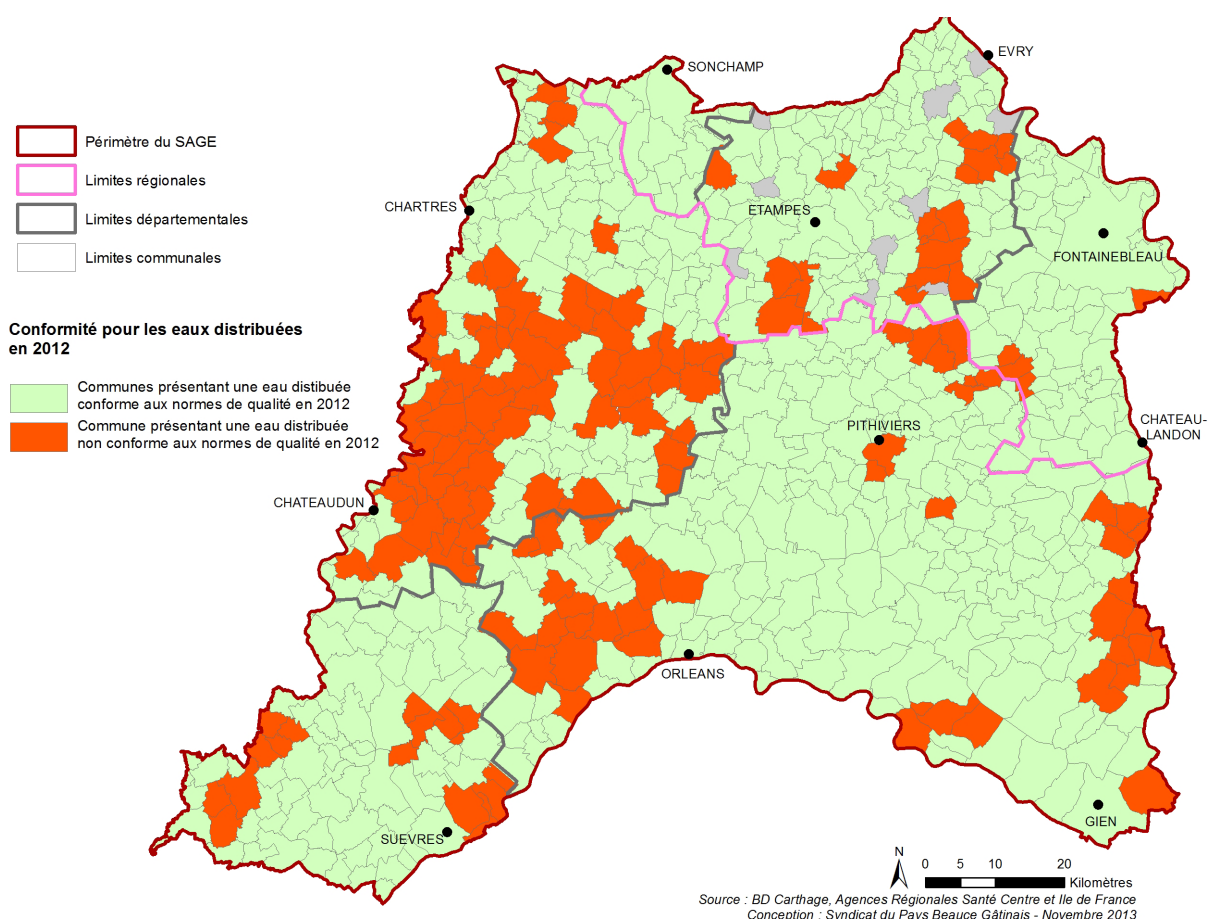 EVRY
SONCHAMP
Périmètre du SAGE
Limites régionales
CHARTRES
Limites départementales
ETAMPES
Limites communales
FONTAINEBLEAU
Conformité pour les eaux distribuées
en 2012
Communes présentant une eau distibuée
conforme aux normes de qualité en 2012
Commune présentant une eau distribuée
non conforme aux normes de qualité en 2012
PITHIVIERS
CHATEAU-
LANDON
CHATEAUDUN
ORLEANS
GIEN
SUEVRES
N
0 5 10 20
Kilomètres
Source : BD Carthage, Agences Régionales Santé Centre et Ile de France
Conception : Syndicat du Pays Beauce Gâtinais - Novembre 2013